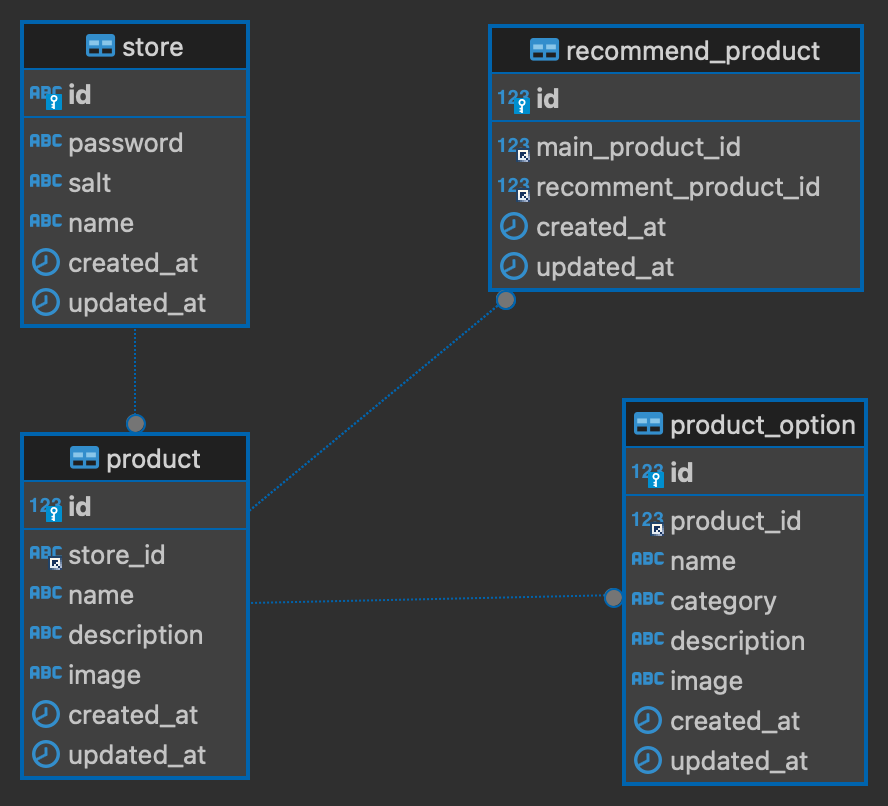 store
ABC id
ABC password
ABC salt
ABC name
created_at
updated_at
recommend_product
123 id
123 main_product_id
123 recomment_product_id
created_at
updated_at
product
123 id
ABC store_id
ABC name
ABC description
ABC image
created_at
updated_at
product_option
123 id
123 product_id
ABC name
ABC category
ABC description
ABC image
created_at
updated_at